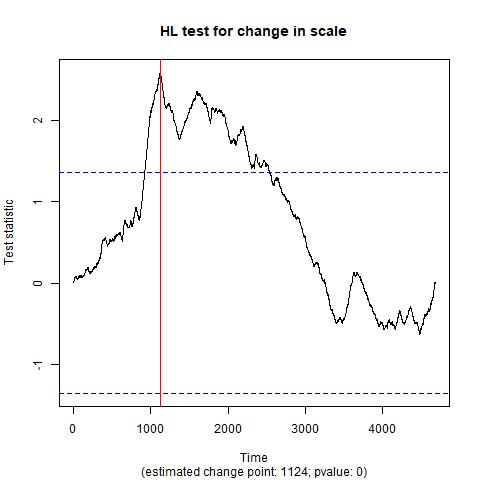 HL test for change in scale
Test statistic
2
1
0
-1
0 1000 2000 3000 4000
Time
(estimated change point: 1124; pvalue: 0)